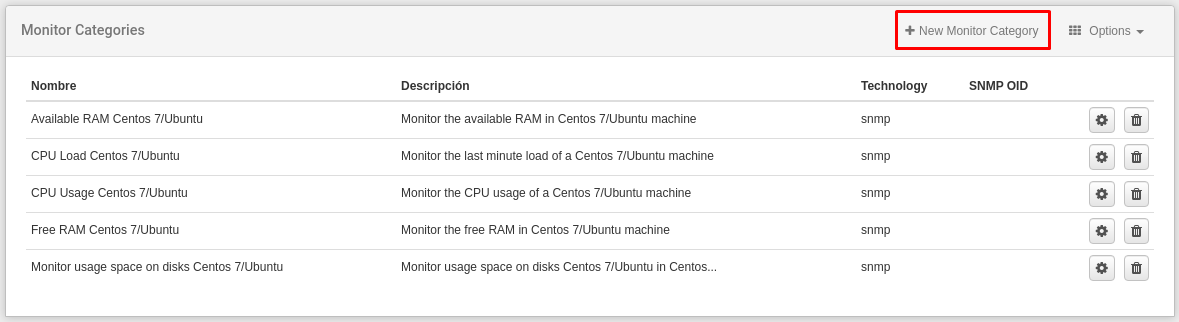 Monitor Categories New Monitor Category Options
Nombre Descripción Technology SNMP OID
Available RAM Centos 7/Ubuntu Monitor the available RAM in Centos 7/Ubuntu machine snmp
CPU Load Centos 7/Ubuntu Monitor the last minute load of a Centos 7/Ubuntu machine snmp
CPU Usage Centos 7/Ubuntu Monitor the CPU usage of a Centos 7/Ubuntu machine snmp
Free RAM Centos 7/Ubuntu Monitor the free RAM in Centos 7/Ubuntu machine snmp
Monitor usage space on disks Centos 7/Ubuntu Monitor usage space on disks Centos 7/Ubuntu in Centos... snmp